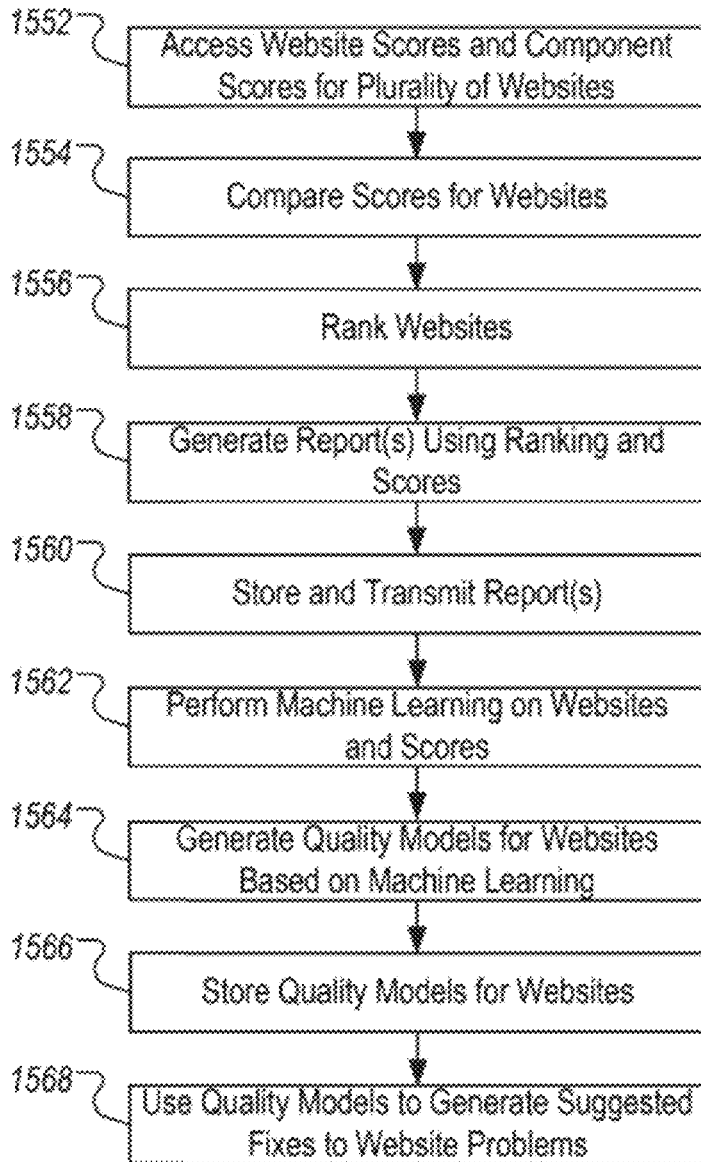 1552
Access Website Scores and Component
Scores for Plurality of Websites
1554
Compare Scores for Websites
1556
Rank Websites
1558
Generate Report(s) Using Ranking and
Scores
1560
Store and Transmit Report(s)
1562
Perform Machine Learning on Websites
and Scores
1564
Generate Quality Models for Websites
Based on Machine Learning
1566
Store Quality Models for Websites
1568
Use Quality Models to Generate Suggested
Fixes to Website Problems